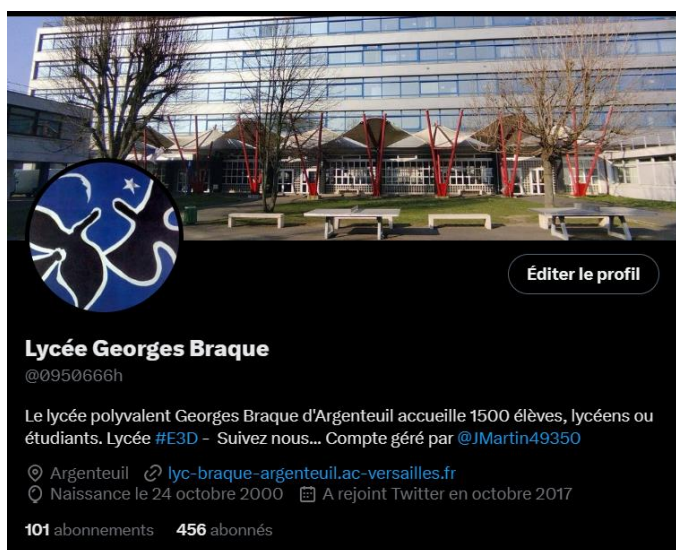 Éditer le profil
Lycée Georges Braque
@0950666h
Le lycée polyvalent Georges Braque d'Argenteuil accueille 1500 élèves, lycéens ou
étudiants. Lycée #E3D - Suivez nous... Compte géré par @JMartin49350
Argenteuil lyc-braque-argenteuil.ac-versailles.fr
Naissance le 24 octobre 2000 A rejoint Twitter en octobre 2017
101 abonnements 456 abonnés